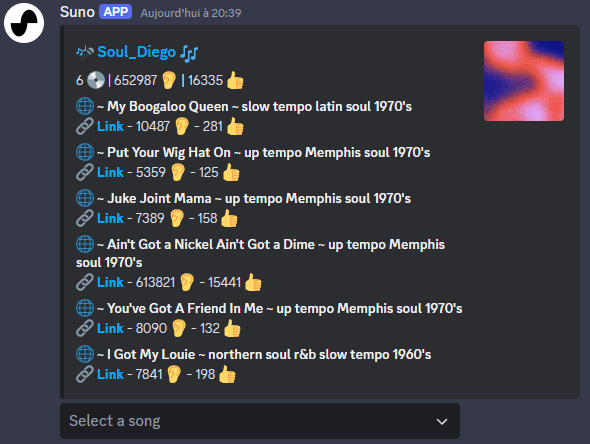 Suno APP Aujourd'hui à 20:39
Soul_Diego
6 | 652987 | 16335
~ My Boogaloo Queen ~ slow tempo latin soul 1970's
Link - 10487 - 281
~ Put Your Wig Hat On ~ up tempo Memphis soul 1970's
Link - 5359 - 125
~ Juke Joint Mama ~ up tempo Memphis soul 1970's
Link - 7389 - 158
~ Ain't Got a Nickel Ain't Got a Dime ~ up tempo Memphis
soul 1970's
Link - 613821 - 15441
~ You've Got A Friend In Me ~ up tempo Memphis soul 1970's
Link - 8090 - 132
~ I Got My Louie ~ northern soul r&b slow tempo 1960's
Link - 7841 - 198
Select a song